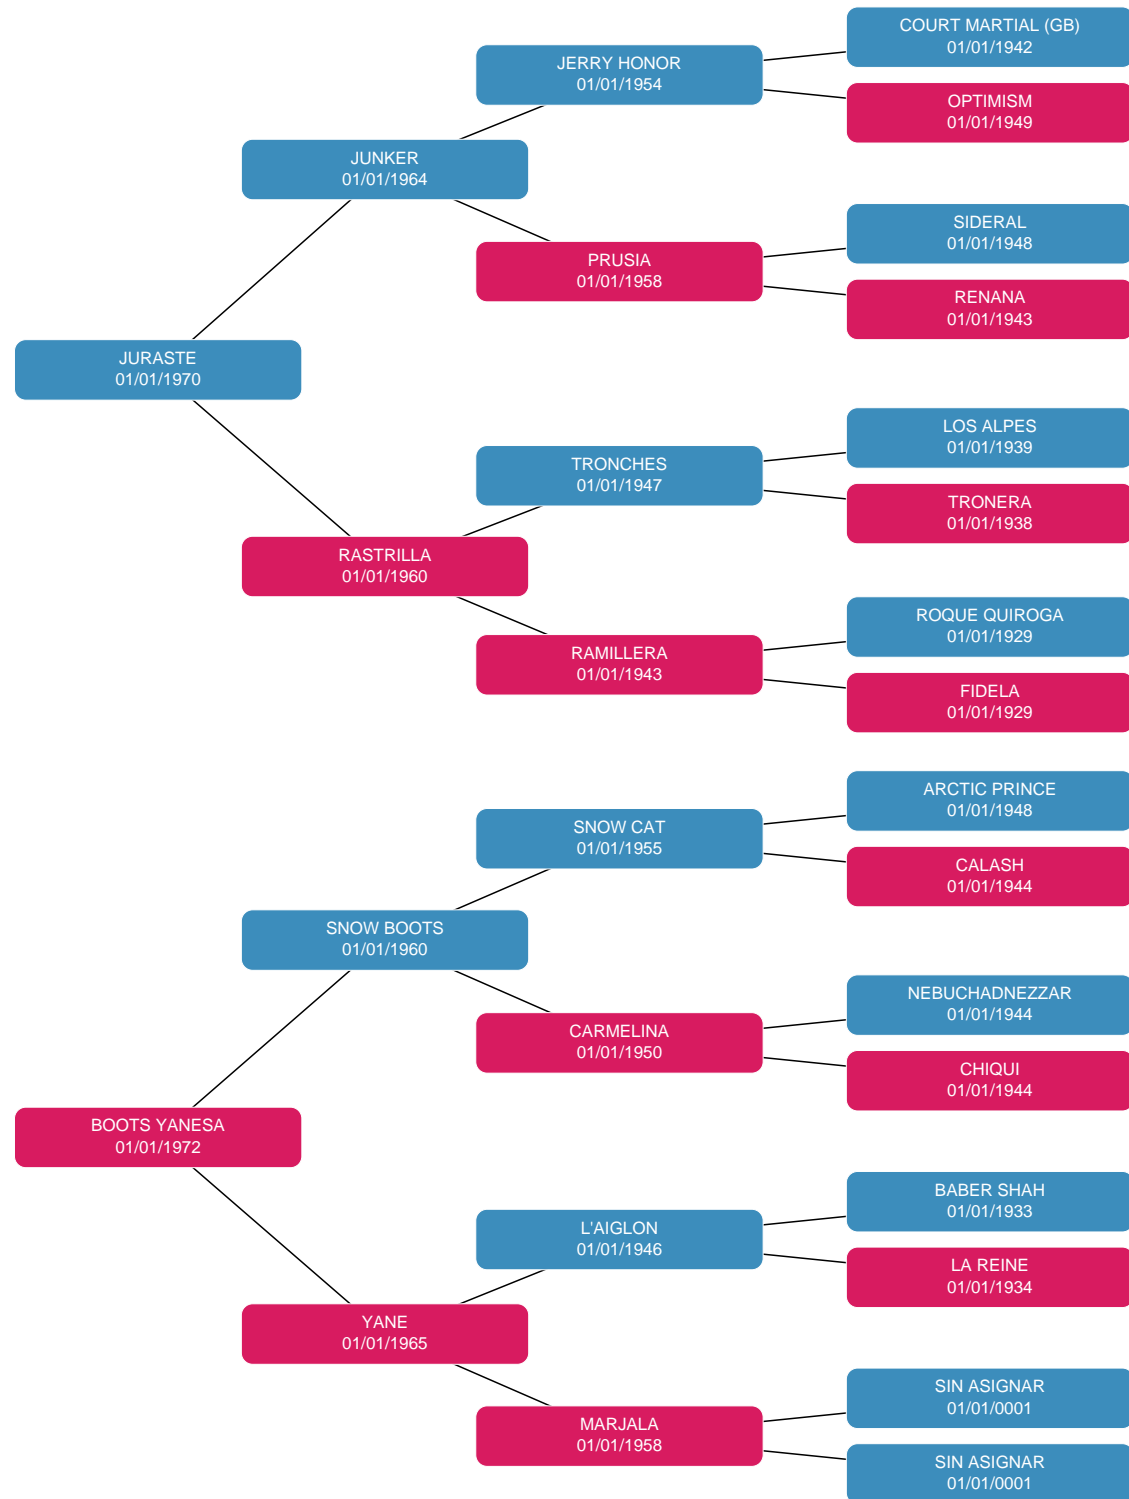 COURT MARTIAL (GB)
01/01/1942
JERRY HONOR
01/01/1954
OPTIMISM
01/01/1949
JUNKER
01/01/1964
SIDERAL
01/01/1948
PRUSIA
01/01/1958
RENANA
01/01/1943
JURASTE
01/01/1970
LOS ALPES
01/01/1939
TRONCHES
01/01/1947
TRONERA
01/01/1938
RASTRILLA
01/01/1960
ROQUE QUIROGA
01/01/1929
RAMILLERA
01/01/1943
FIDELA
01/01/1929
ARCTIC PRINCE
01/01/1948
SNOW CAT
01/01/1955
CALASH
01/01/1944
SNOW BOOTS
01/01/1960
NEBUCHADNEZZAR
01/01/1944
CARMELINA
01/01/1950
CHIQUI
01/01/1944
BOOTS YANESA
01/01/1972
BABER SHAH
01/01/1933
L'AIGLON
01/01/1946
LA REINE
01/01/1934
YANE
01/01/1965
SIN ASIGNAR
01/01/0001
MARJALA
01/01/1958
SIN ASIGNAR
01/01/0001